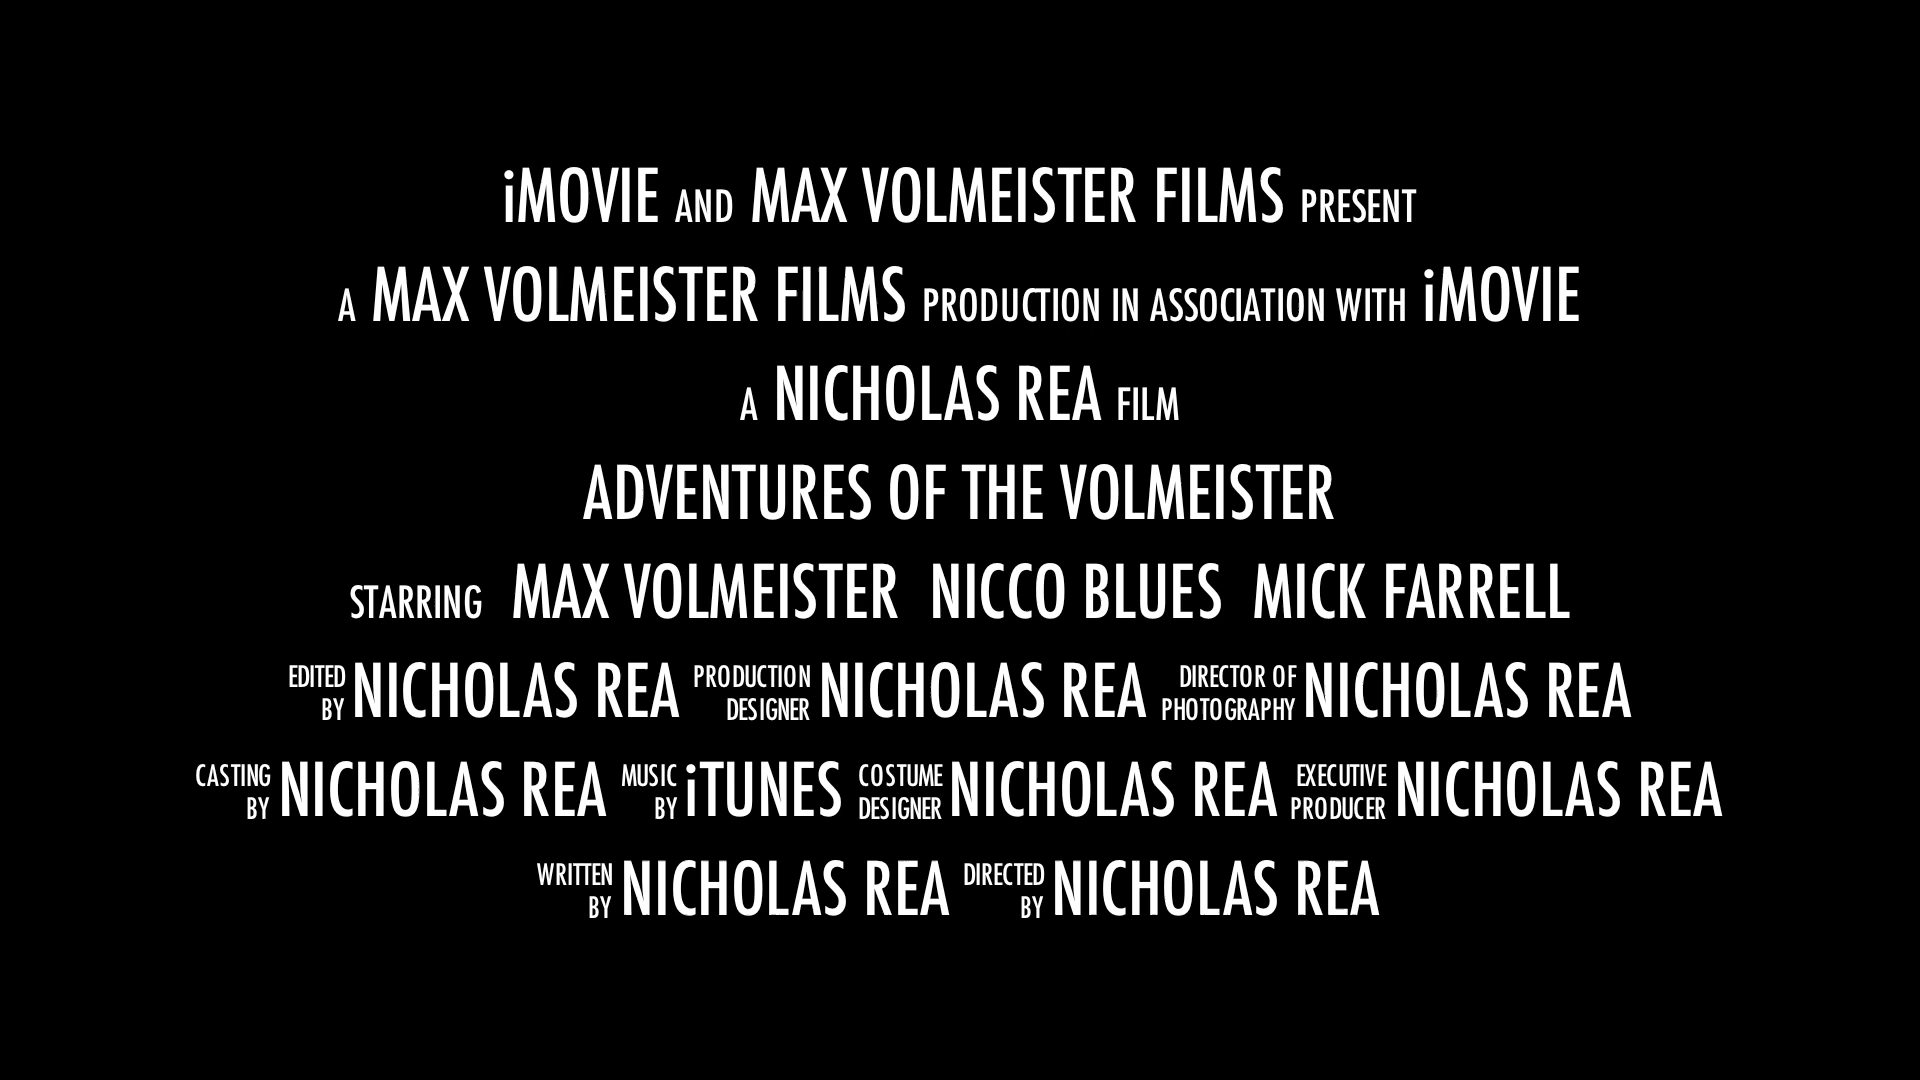 iMOVIE AND MAX VOLMEISTER FILMS PRESENT
A MAX VOLMEISTER FILMS PRODUCTION IN ASSOCIATION WITH iMOVIE
A NICHOLAS REA FILM
ADVENTURES OF THE VOLMEISTER
STARRING MAX VOLMEISTER NICCO BLUES MICK FARRELL
EDITED BY NICHOLAS REA PRODUCTION DESIGNER NICHOLAS REA DIRECTOR OF PHOTOGRAPHY NICHOLAS REA
CASTING BY NICHOLAS REA MUSIC BY iTUNES COSTUME DESIGNER NICHOLAS REA EXECUTIVE PRODUCER NICHOLAS REA
WRITTEN BY NICHOLAS REA DIRECTED BY NICHOLAS REA